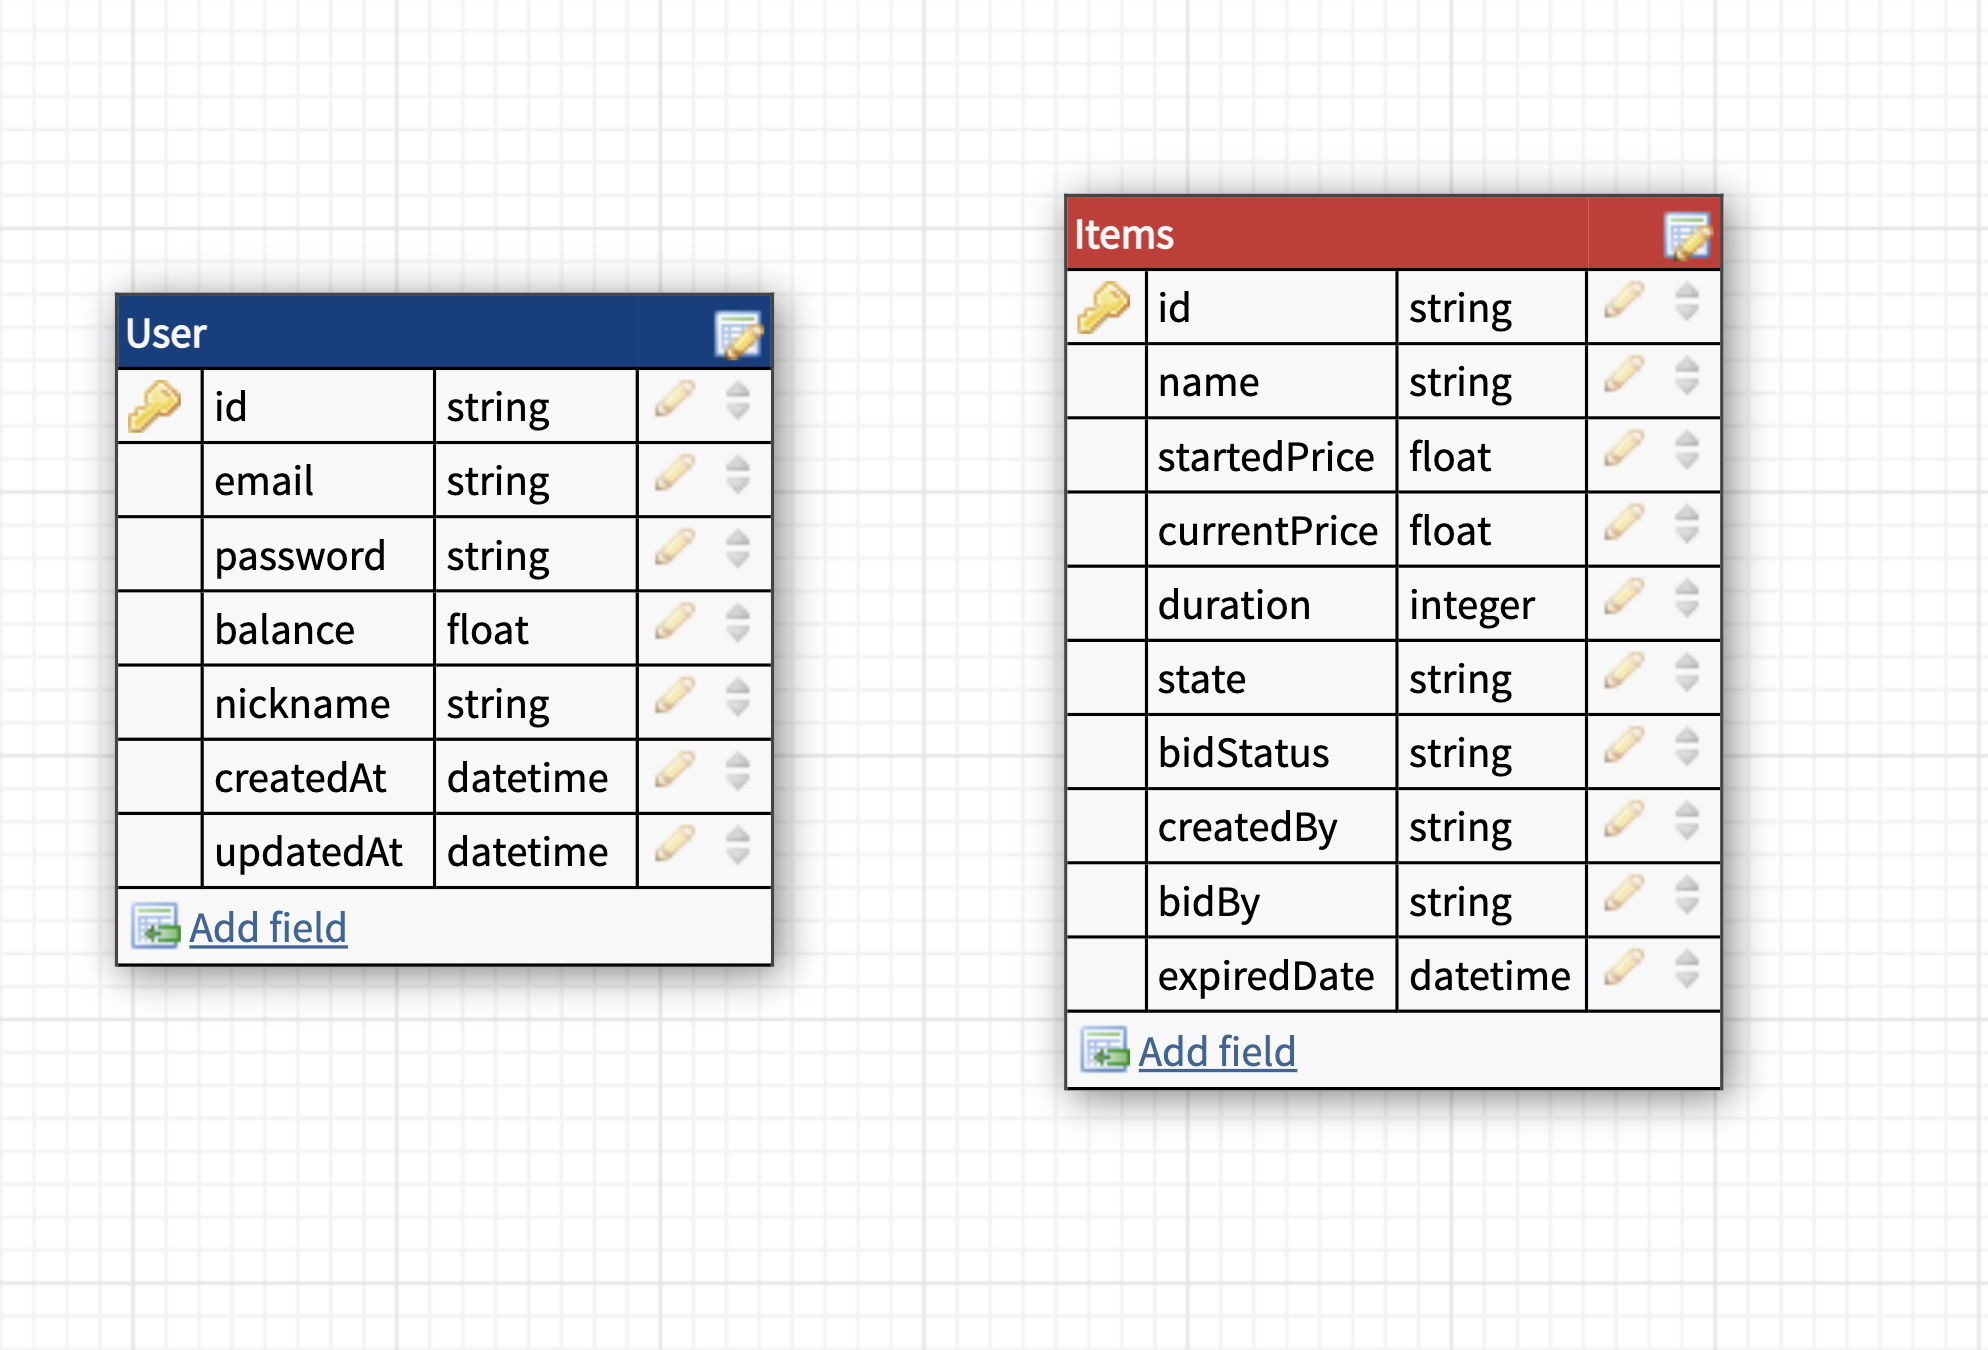 User
id string
email string
password string
balance float
nickname string
createdAt datetime
updatedAt datetime
Add field
Items
id string
name string
startedPrice float
currentPrice float
duration integer
state string
bidStatus string
createdBy string
bidBy string
expiredDate datetime
Add field